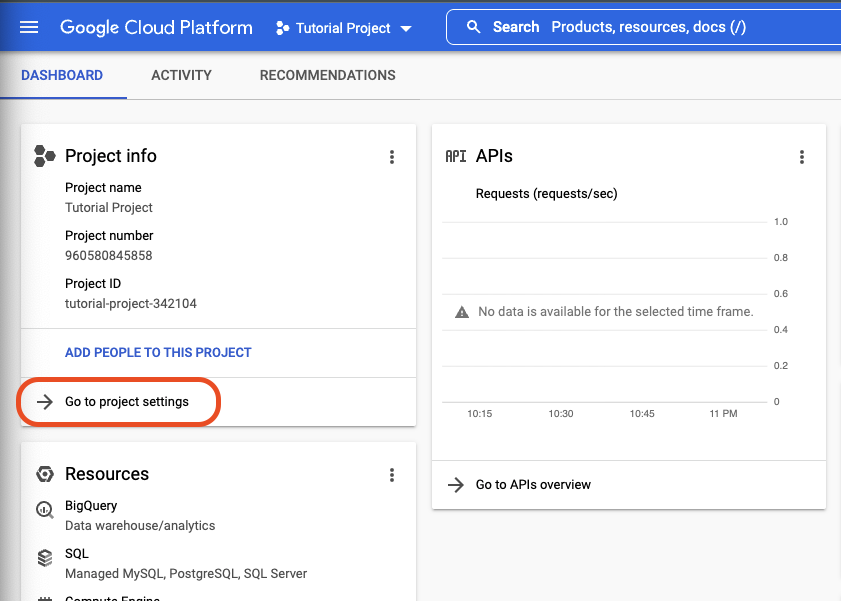 Google Cloud Platform
Tutorial Project
Search Products, resources, docs (/)
DASHBOARD
ACTIVITY
RECOMMENDATIONS
Project info
Project name
Tutorial Project
Project number
960580845858
Project ID
tutorial-project-342104
ADD PEOPLE TO THIS PROJECT
Go to project settings
Resources
BigQuery
Data warehouse/analytics
SQL
Managed MySQL, PostgreSQL, SQL Server
Compute Engine
API APIs
Requests (requests/sec)
1.0
0.8
0.6
No data is available for the selected time frame.
0.4
0.2
0
10:15 10:30 10:45 11 PM
Go to APIs overview